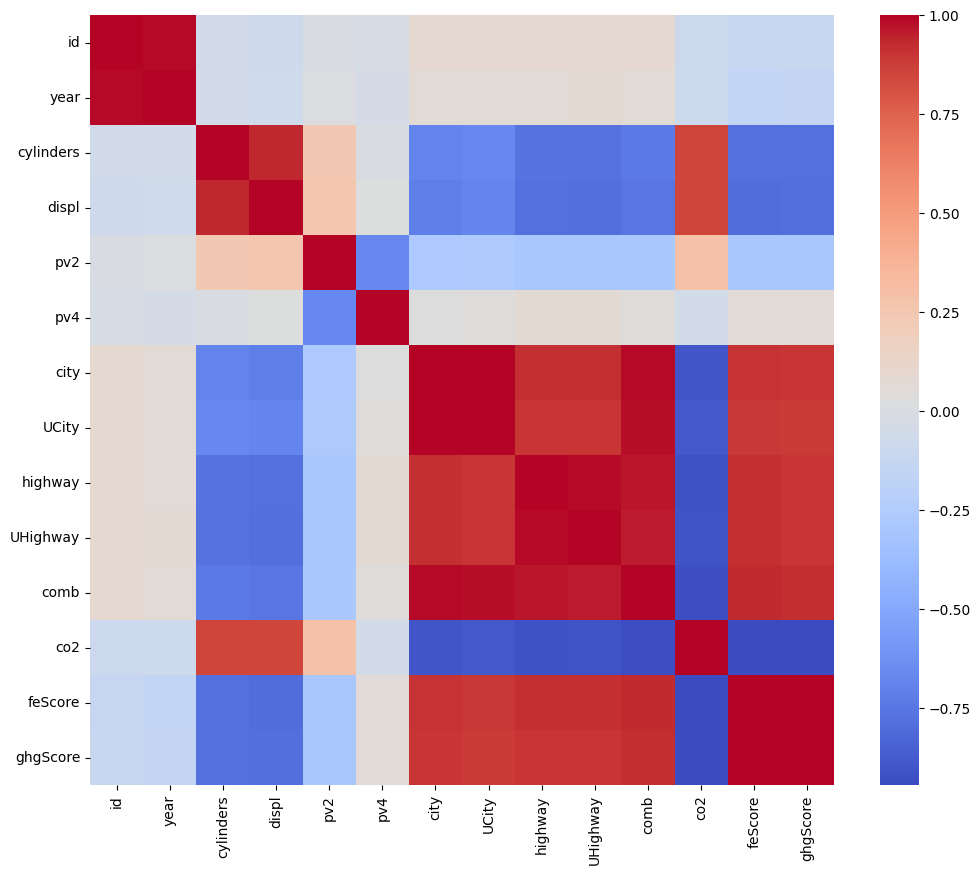 id
year
cylinders
displ
pv2
pv4
city
UCity
highway
UHighway
comb
co2
feScore
ghgScore
id
year
cylinders
displ
pv2
pv4
city
UCity
highway
UHighway
comb
co2
feScore
ghgScore
1.00
0.75
0.50
0.25
0.00
−0.25
−0.50
−0.75